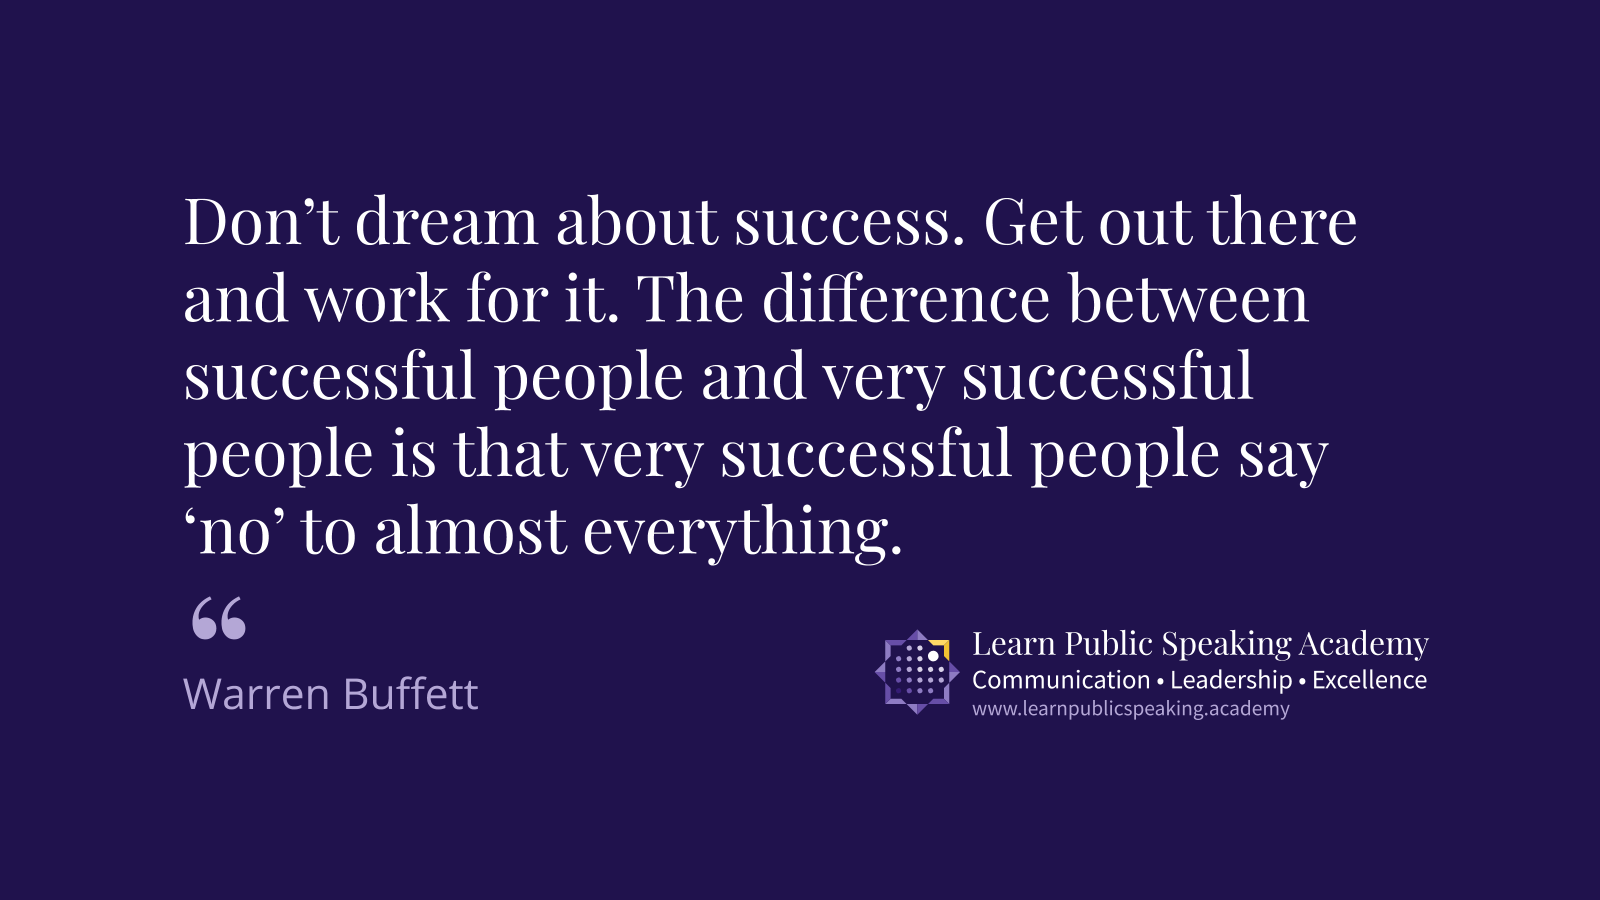 Don’t dream about success. Get out there
and work for it. The difference between
successful people and very successful
people is that very successful people say
‘no’ to almost everything.
“
Warren Buffett
Learn Public Speaking Academy
Communication • Leadership • Excellence
www.learnpublicspeaking.academy